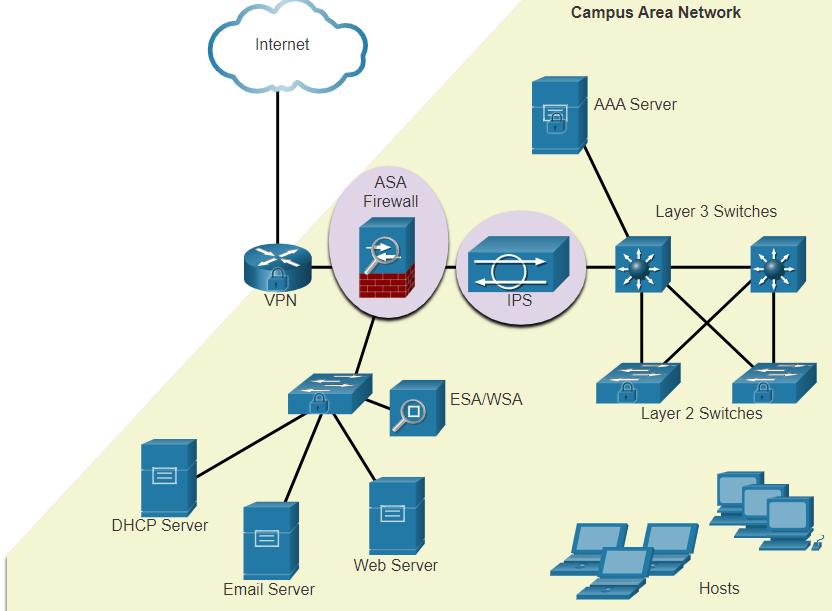 Campus Area Network
Internet
AAA Server
ASA
Firewall
Layer 3 Switches
VPN
IPS
ESA/WSA
Layer 2 Switches
DHCP Server
Web Server
Email Server
Hosts